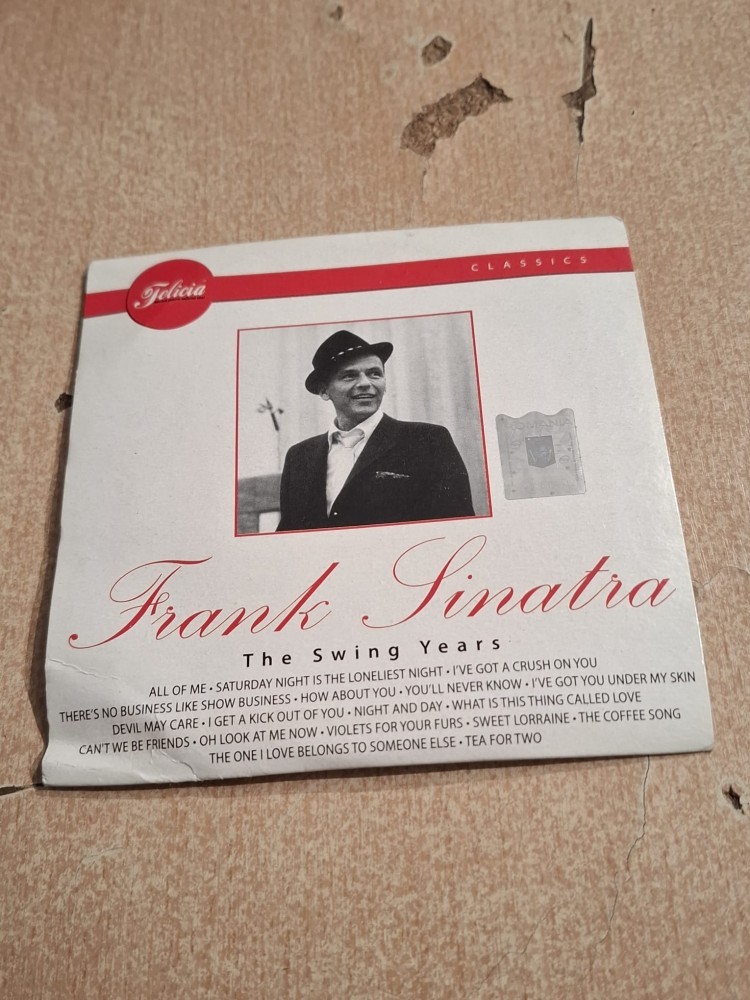 CLASSICS
Felicia
ROMANIA
Frank Sinatra
The Swing Years
ALL OF ME • SATURDAY NIGHT IS THE LONELIEST NIGHT • I'VE GOT A CRUSH ON YOU
THERE'S NO BUSINESS LIKE SHOW BUSINESS • HOW ABOUT YOU • YOU'LL NEVER KNOW • I'VE GOT YOU UNDER MY SKIN
DEVIL MAY CARE • I GET A KICK OUT OF YOU • NIGHT AND DAY • WHAT IS THIS THING CALLED LOVE
CAN'T WE BE FRIENDS • OH LOOK AT ME NOW • VIOLETS FOR YOUR FURS • SWEET LORRAINE • THE COFFEE SONG
THE ONE I LOVE BELONGS TO SOMEONE ELSE • TEA FOR TWO